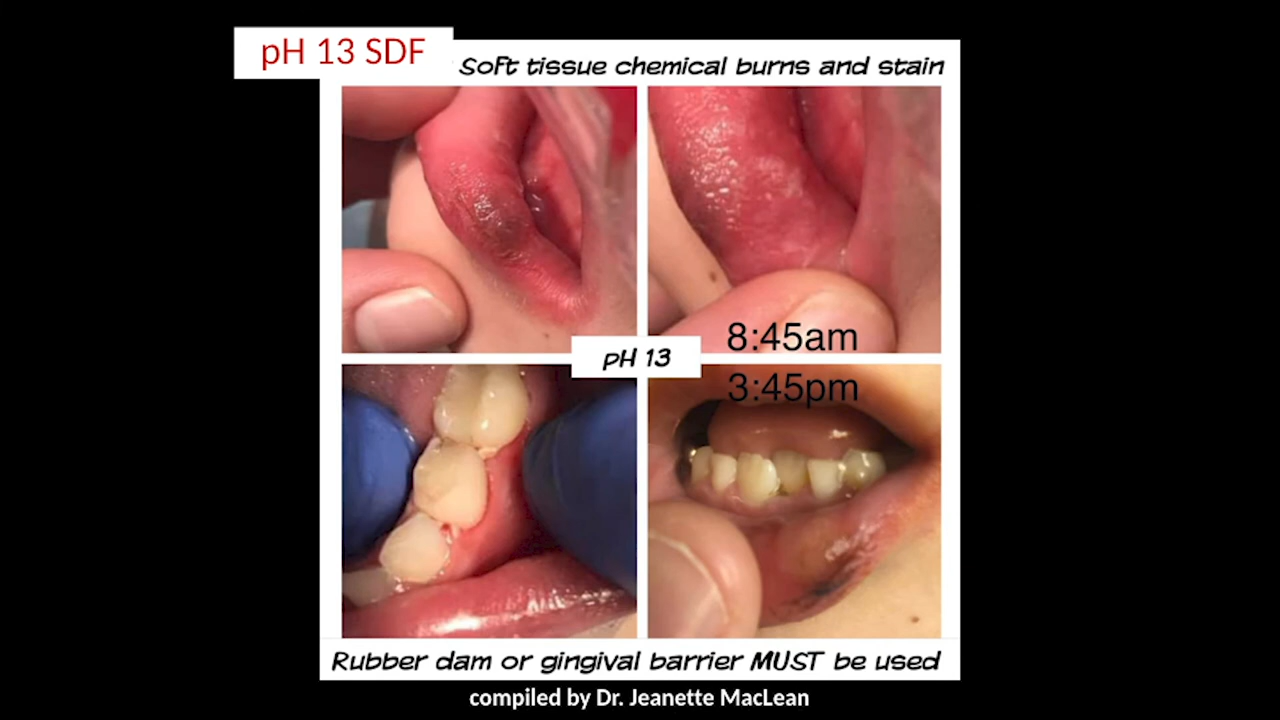 pH 13 SDF
Soft tissue chemical burns and stain
8:45am
pH 13
3:45pm
Rubber dam or gingival barrier MUST be used
compiled by Dr. Jeanette MacLean